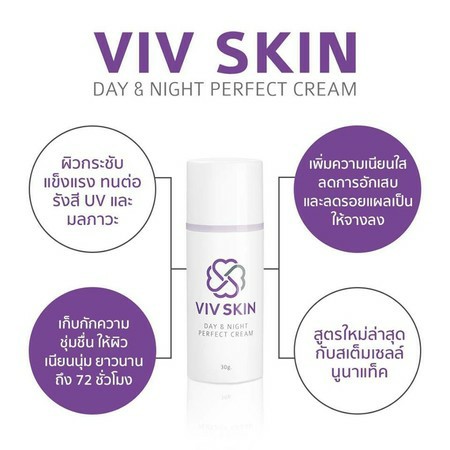 VIV SKIN
DAY & NIGHT PERFECT CREAM
ผิวกระชับ
แข็งแรง ทนต่อ
รังสี UV และ
มลภาวะ
เพิ่มความเนียนใส
ลดการอักเสบ
และลดรอยแผลเป็น
ให้จางลง
VIV SKIN
DAY & NIGHT
PERFECT CREAM
30g.
เก็บกักความ
ชุ่มชื่น ให้ผิว
เนียนนุ่ม ยาวนาน
ถึง 72 ชั่วโมง
สูตรใหม่ล่าสุด
กับสเต็มเซลล์
นูนาแท็ค